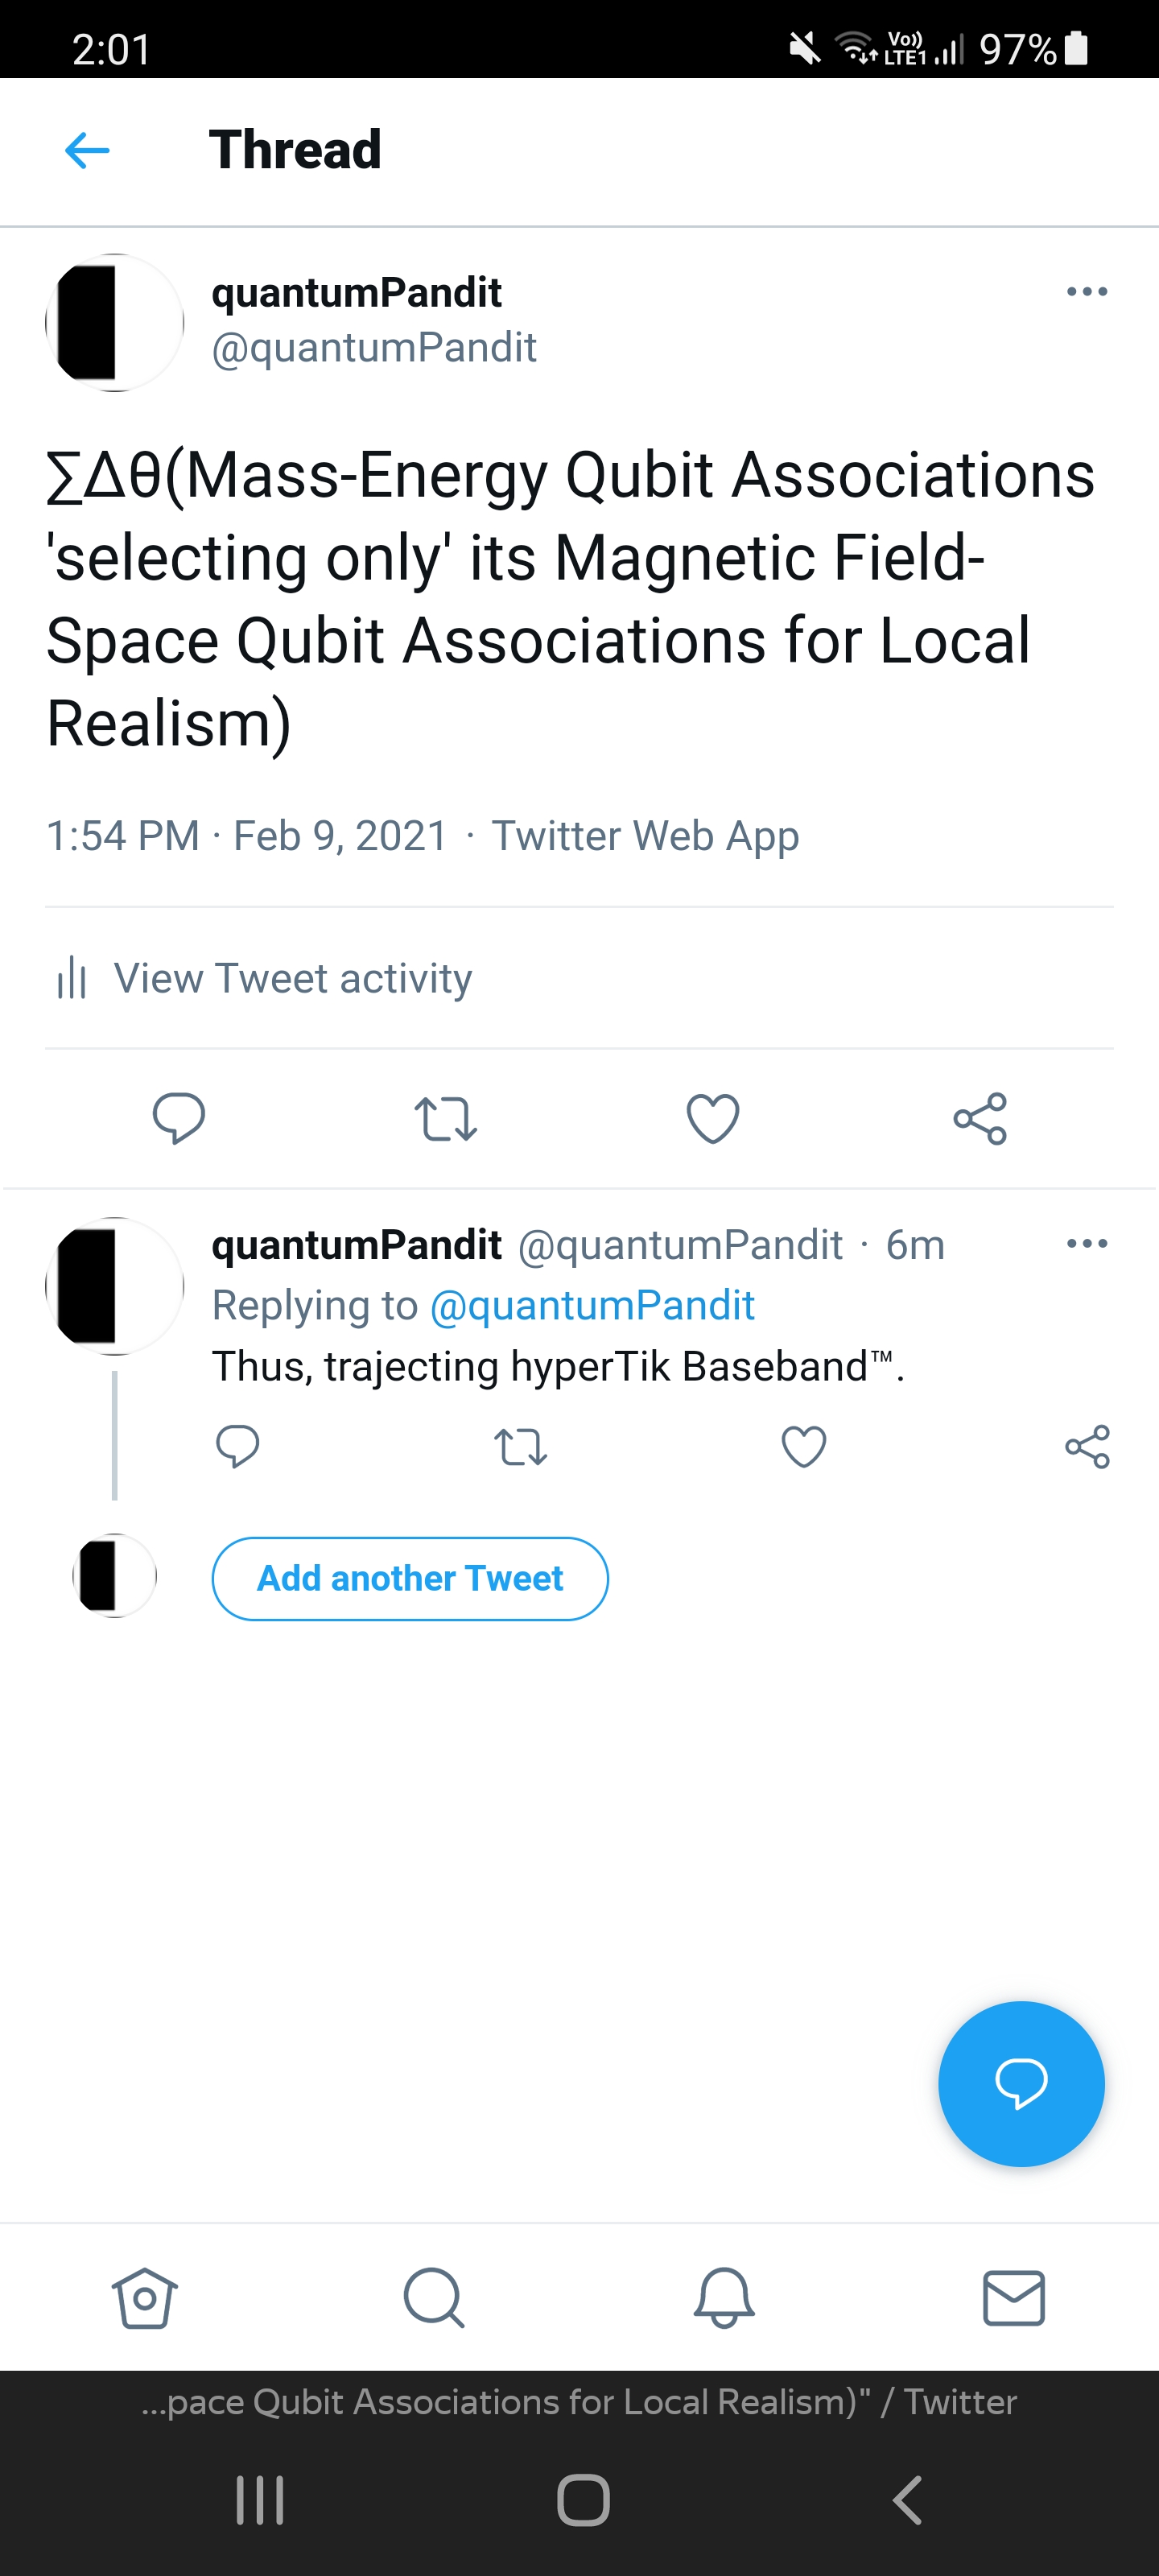 2:01
Vo)) LTE1 97%
Thread
quantumPandit
@quantumPandit
∑Δθ(Mass-Energy Qubit Associations
'selecting only' its Magnetic Field-
Space Qubit Associations for Local
Realism)
1:54 PM · Feb 9, 2021 · Twitter Web App
View Tweet activity
quantumPandit @quantumPandit · 6m
Replying to @quantumPandit
Thus, trajecting hyperTik Baseband™.
Add another Tweet
...pace Qubit Associations for Local Realism)" / Twitter